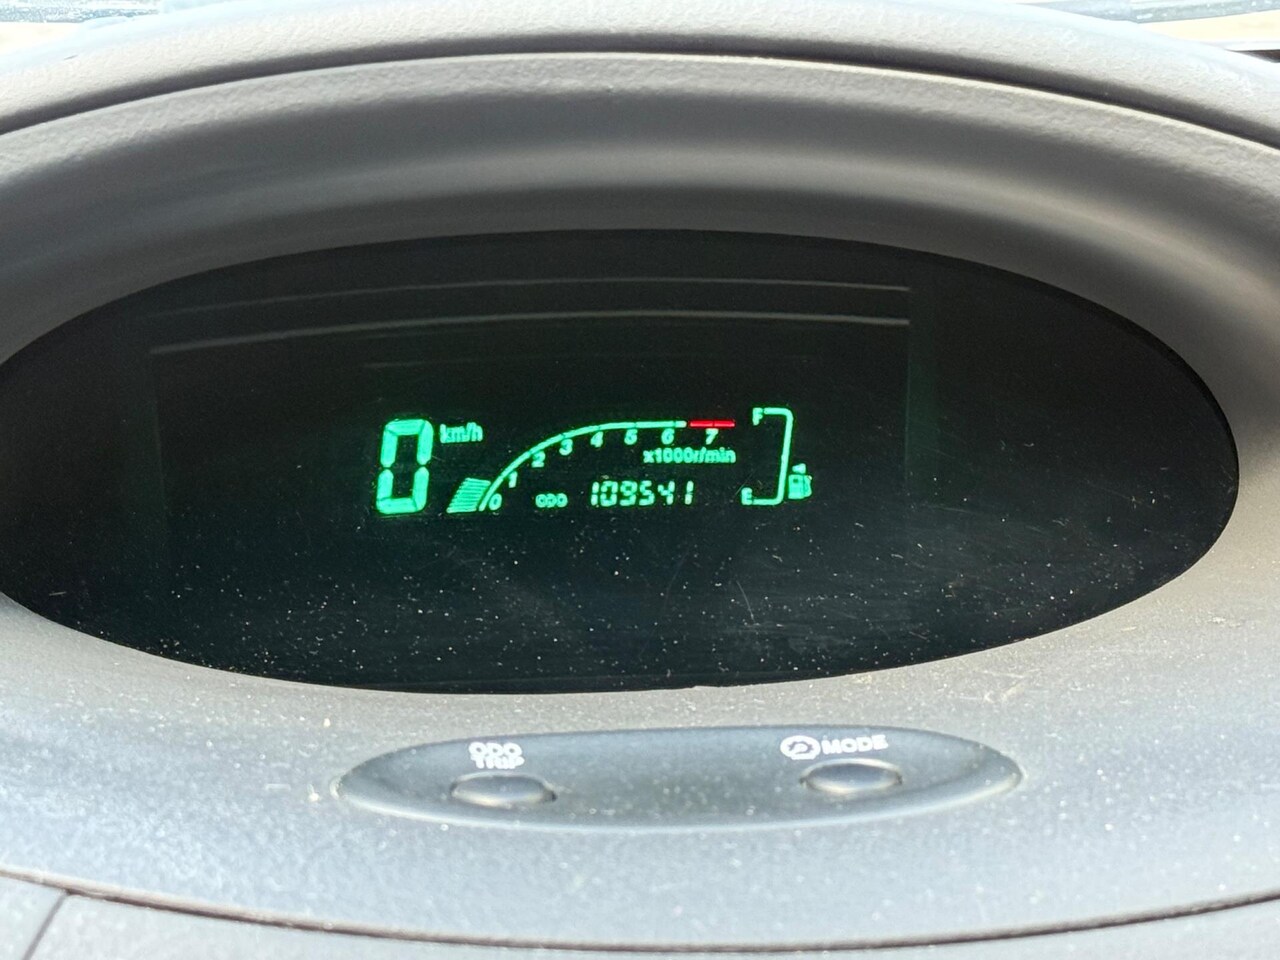 0 km/h
0 1 2 3 4 5 6 7
x1000r/min
ODO 109541
F
E
ODO
TRIP
MODE